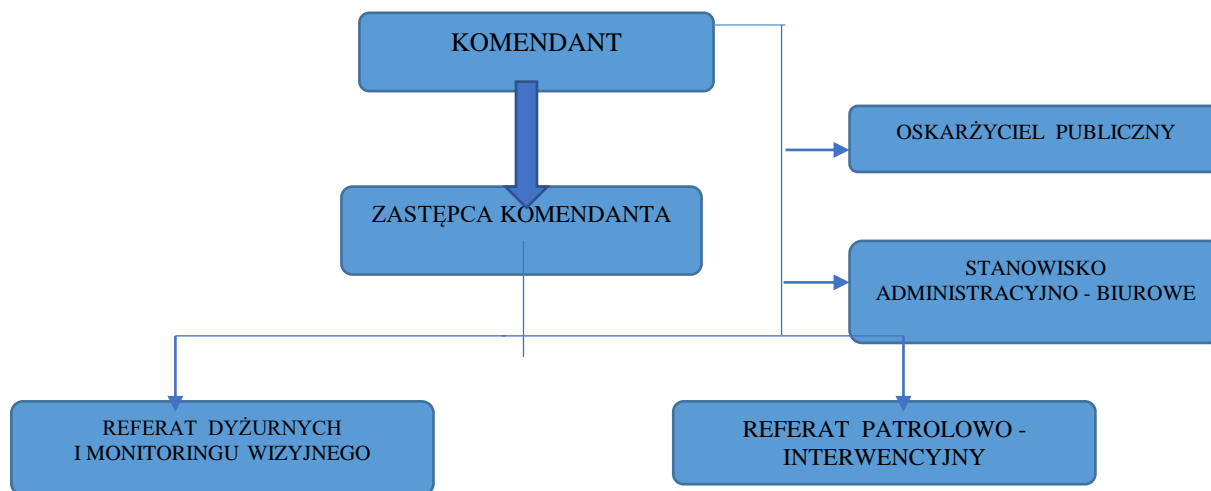 KOMENDANT
OSKARŻYCIEL PUBLICZNY
ZASTĘPCA KOMENDANTA
STANOWISKO
ADMINISTRACYJNO - BIUROWE
REFERAT DYŻURNYCH
I MONITORINGU WIZYJNEGO
REFERAT PATROLOWO -
INTERWENCYJNY